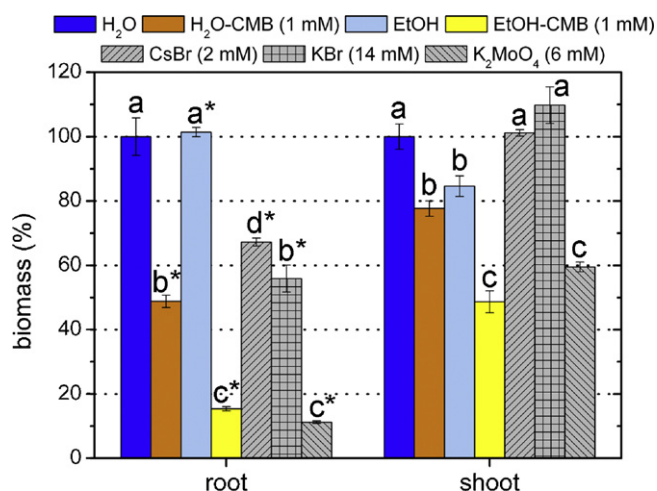 H₂O H₂O-CMB (1 mM) EtOH EtOH-CMB (1 mM)
CsBr (2 mM) KBr (14 mM) K₂MoO₄ (6 mM)
biomass (%)
120
100
80
60
40
20
0
a a* a a a
b b
d*
b* b* c c
c* c*
root shoot